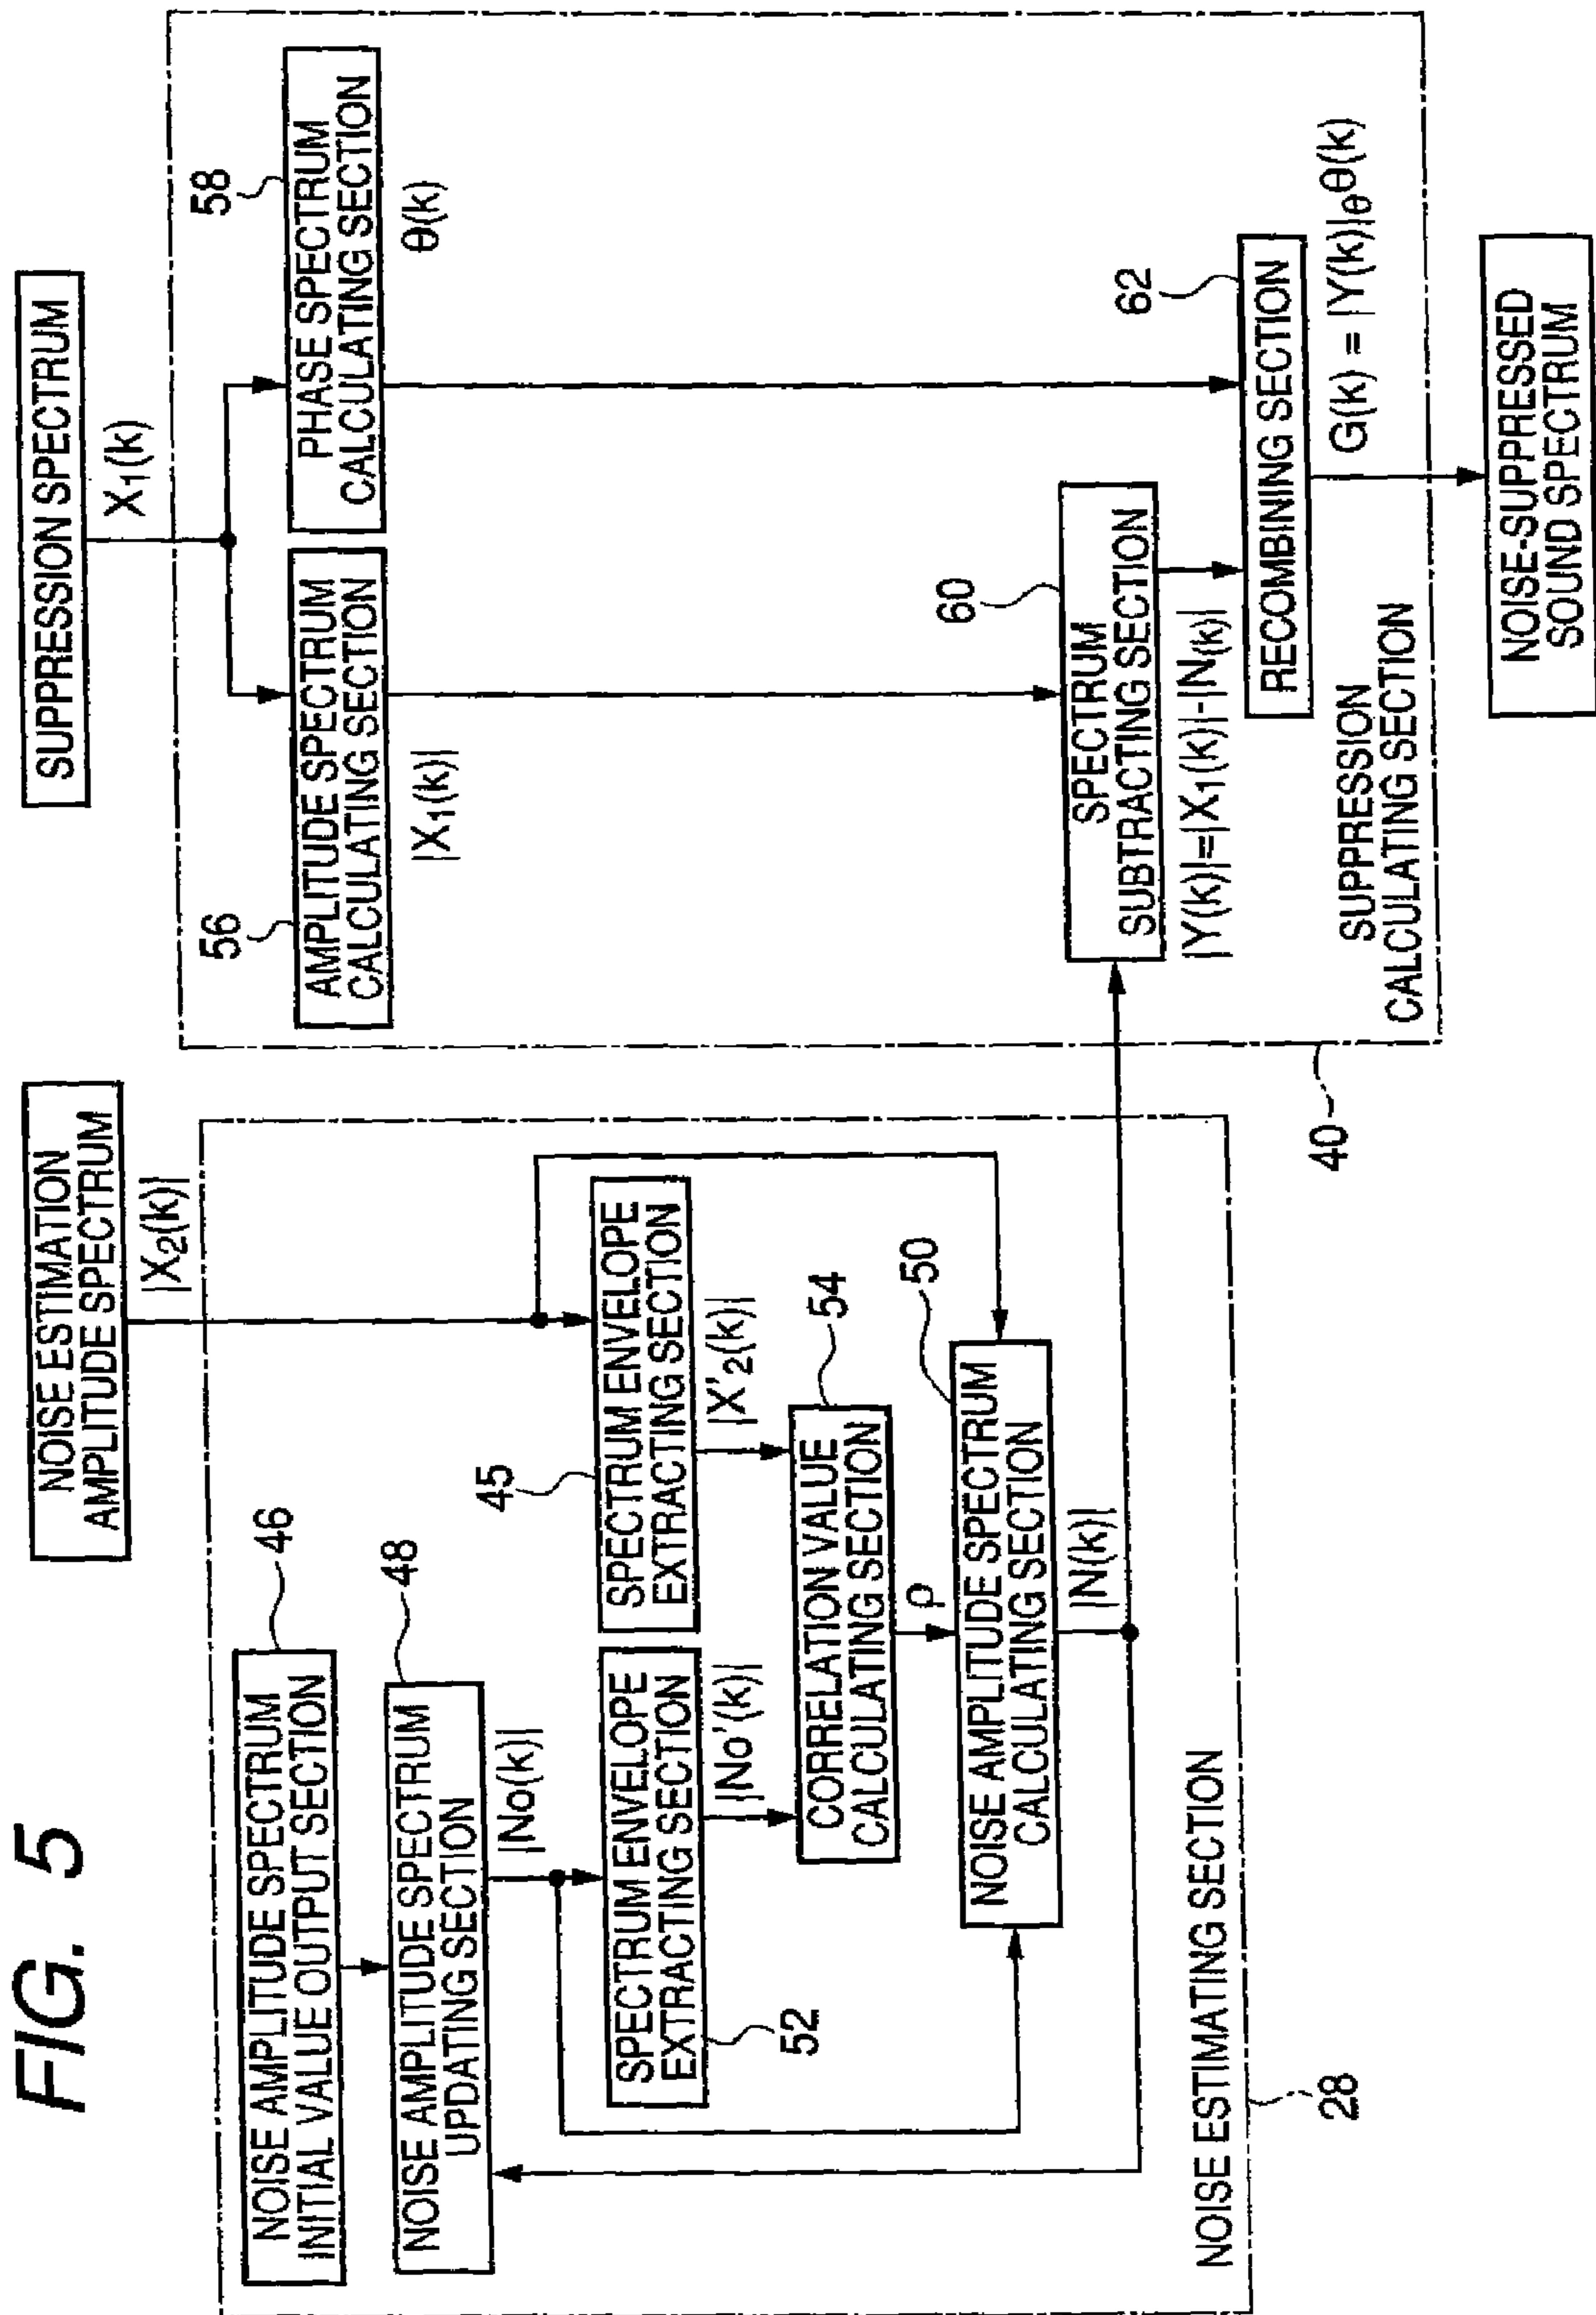 FIG. 5
NOISE ESTIMATION
AMPLITUDE SPECTRUM
|X2(k)|
46
NOISE AMPLITUDE SPECTRUM
INITIAL VALUE OUTPUT SECTION
48
NOISE AMPLITUDE SPECTRUM
UPDATING SECTION
|No(k)|
45
SPECTRUM ENVELOPE
EXTRACTING SECTION
|X'2(k)|
SPECTRUM ENVELOPE
EXTRACTING SECTION
52
|No'(k)|
54
CORRELATION VALUE
CALCULATING SECTION
ρ
50
NOISE AMPLITUDE SPECTRUM
CALCULATING SECTION
|N(k)|
NOISE ESTIMATING SECTION
28
SUPPRESSION SPECTRUM
X1(k)
56
AMPLITUDE SPECTRUM
CALCULATING SECTION
|X1(k)|
58
PHASE SPECTRUM
CALCULATING SECTION
θ(k)
60
SPECTRUM
SUBTRACTING SECTION
|Y(k)|=|X1(k)|-|N(k)|
62
RECOMBINING SECTION
G(k) = |Y(k)|θθ(k)
SUPPRESSION
CALCULATING SECTION
40
NOISE-SUPPRESSED
SOUND SPECTRUM